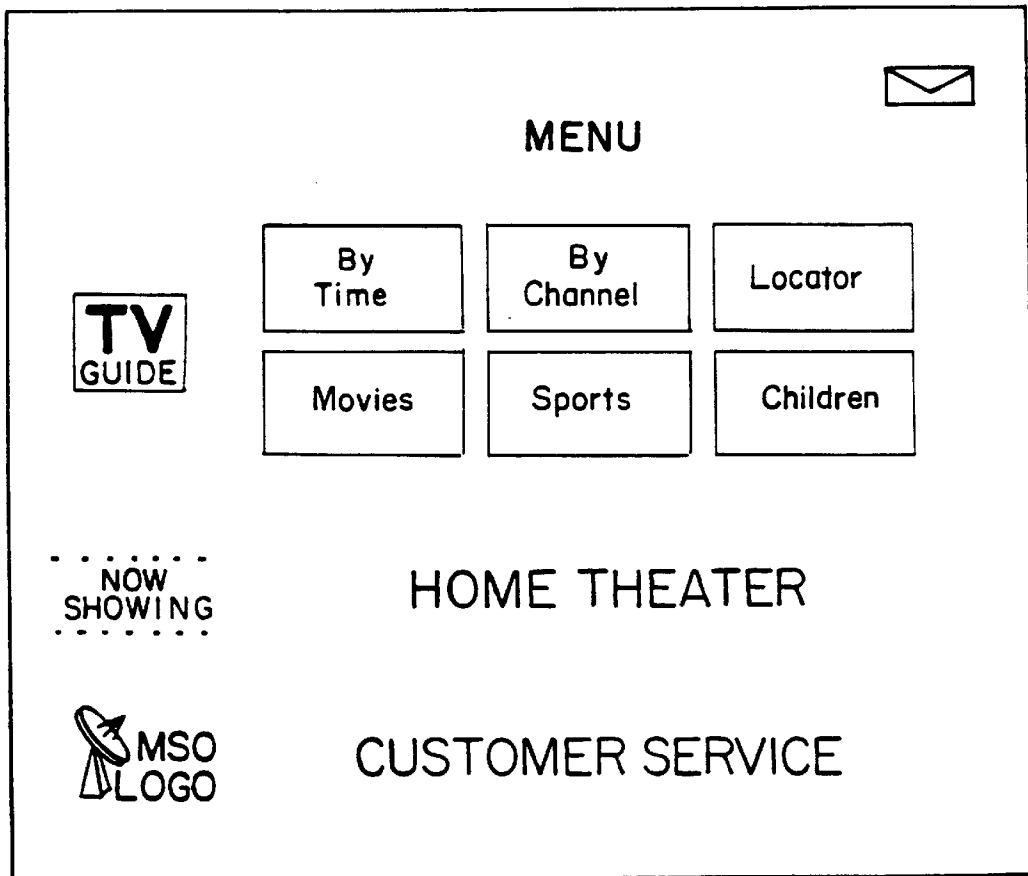 MENU
By
Time
By
Channel
Locator
TV
GUIDE
Movies
Sports
Children
NOW
SHOWING
HOME THEATER
MSO
LOGO
CUSTOMER SERVICE